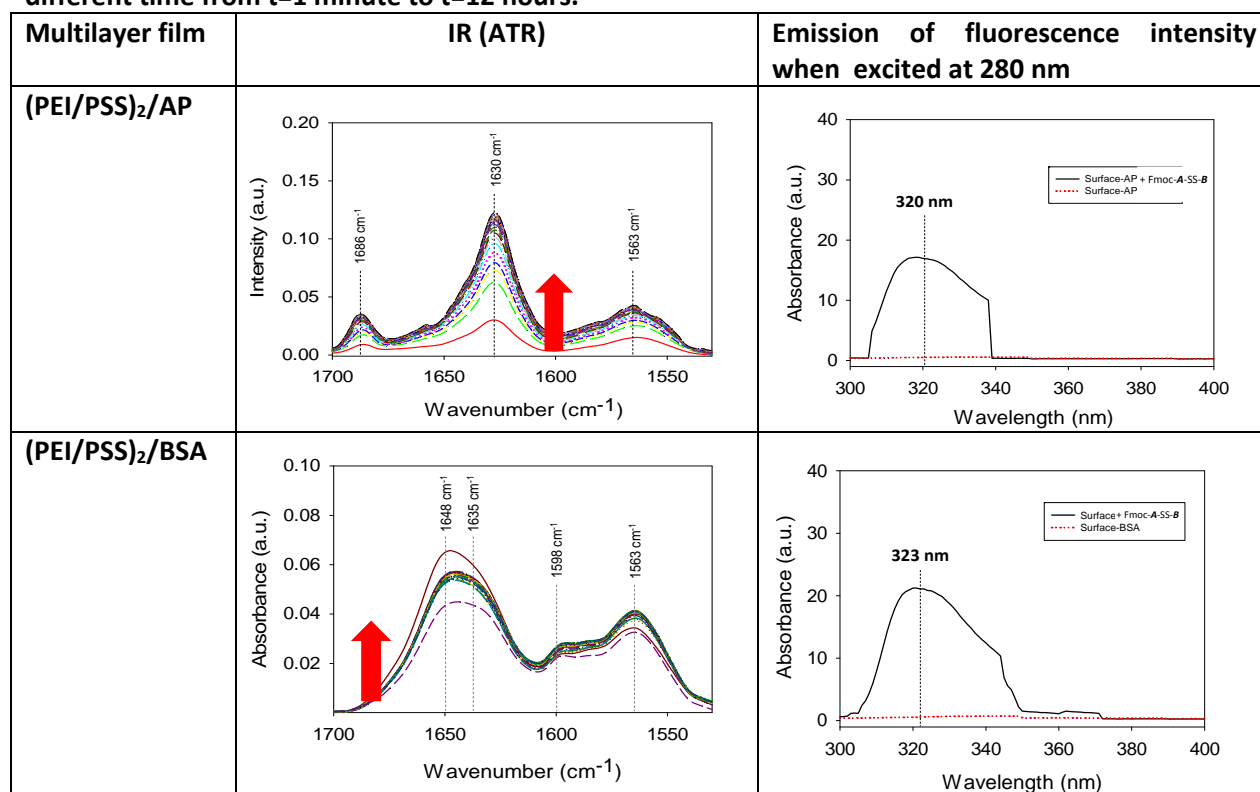 different time from t=1 minute to t=12 hours.
Multilayer film
IR (ATR)
Emission of fluorescence intensity
when excited at 280 nm
(PEI/PSS)₂/AP
0.20
0.15
0.10
0.05
0.00
Intensity (a.u.)
1686 cm⁻¹
1630 cm⁻¹
1563 cm⁻¹
1700 1650 1600 1550
Wavenumber (cm⁻¹)
40
30
20
10
0
Absorbance (a.u.)
Surface-AP + Fmoc-A-SS-B
Surface-AP
320 nm
300 320 340 360 380 400
Wavelength (nm)
(PEI/PSS)₂/BSA
0.10
0.08
0.06
0.04
0.02
Absorbance (a.u.)
1648 cm⁻¹
1635 cm⁻¹
1598 cm⁻¹
1563 cm⁻¹
1700 1650 1600 1550
Wavenumber (cm⁻¹)
40
30
20
10
0
Absorbance (a.u.)
Surface+ Fmoc-A-SS-B
Surface-BSA
323 nm
300 320 340 360 380 400
Wavelength (nm)